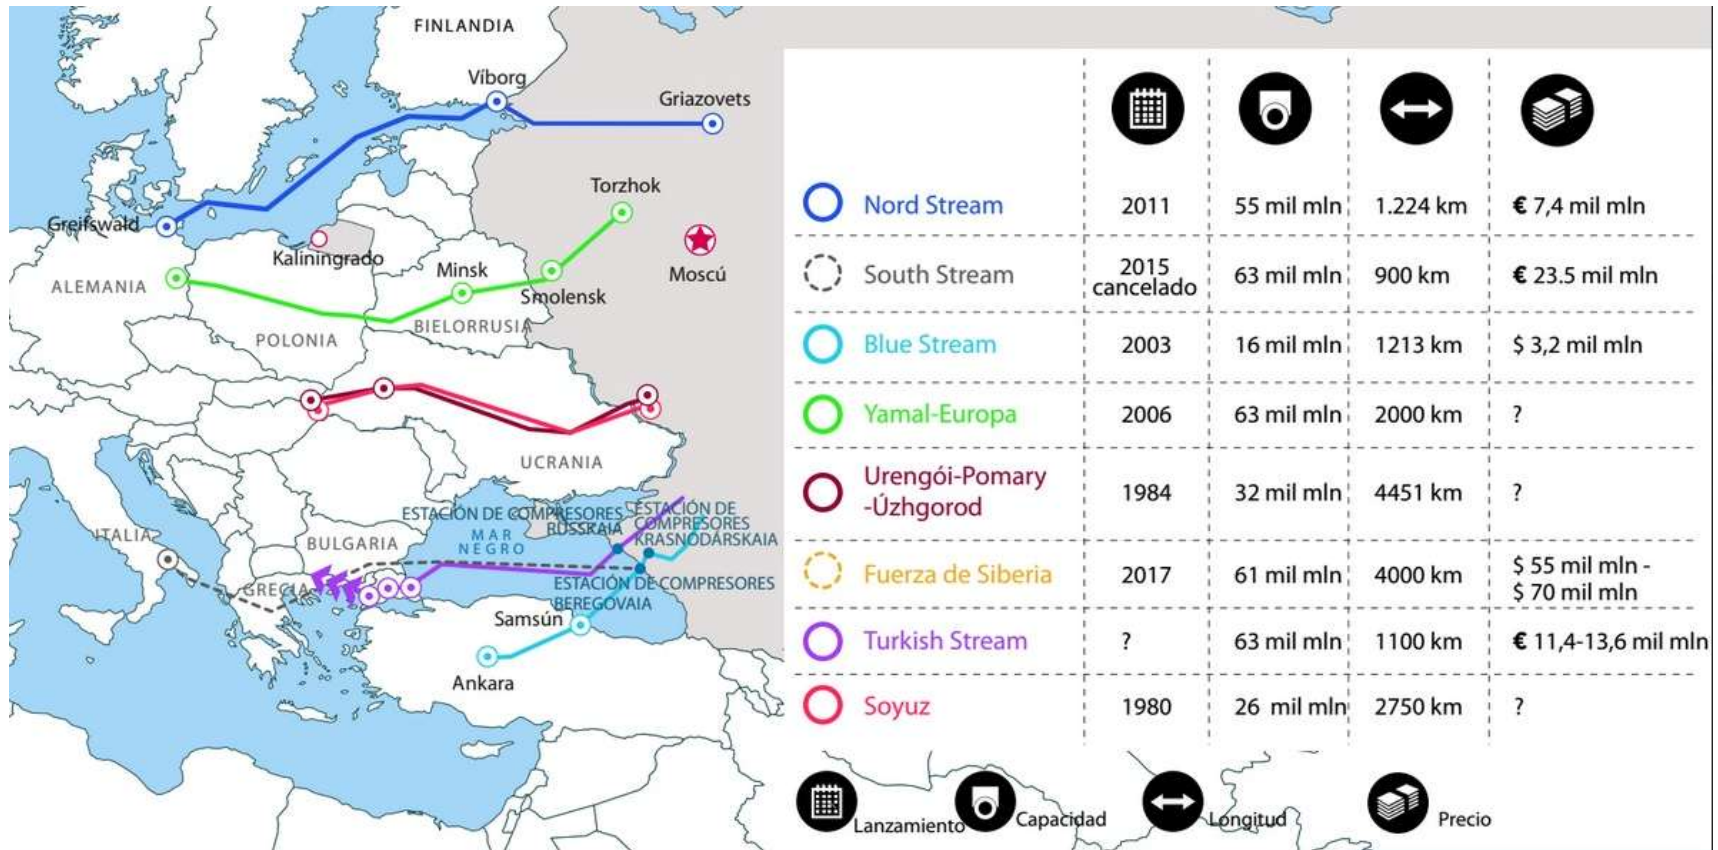 FINLANDIA
Víborg
Griazovets
Torzhok
Greifswald
Kaliningrado
Moscú
Minsk
ALEMANIA
Smolensk
BIELORRUSIA
POLONIA
UCRANIA
ESTACIÓN DE COMPRESORES
RUSSKAIA
ESTACIÓN DE
COMPRESORES
KRASNODÁRSKAIA
ITALIA
BULGARIA
MAR
NEGRO
GRECIA
ESTACIÓN DE COMPRESORES
BEREGOVAIA
Samsún
Ankara
Nord Stream 2011 55 mil mln 1.224 km € 7,4 mil mln
South Stream 2015 cancelado 63 mil mln 900 km € 23.5 mil mln
Blue Stream 2003 16 mil mln 1213 km $ 3,2 mil mln
Yamal-Europa 2006 63 mil mln 2000 km ?
Urengói-Pomary
-Úzhgorod 1984 32 mil mln 4451 km ?
Fuerza de Siberia 2017 61 mil mln 4000 km $ 55 mil mln -
$ 70 mil mln
Turkish Stream ? 63 mil mln 1100 km € 11,4-13,6 mil mln
Soyuz 1980 26 mil mln 2750 km ?
Lanzamiento Capacidad Longitud Precio